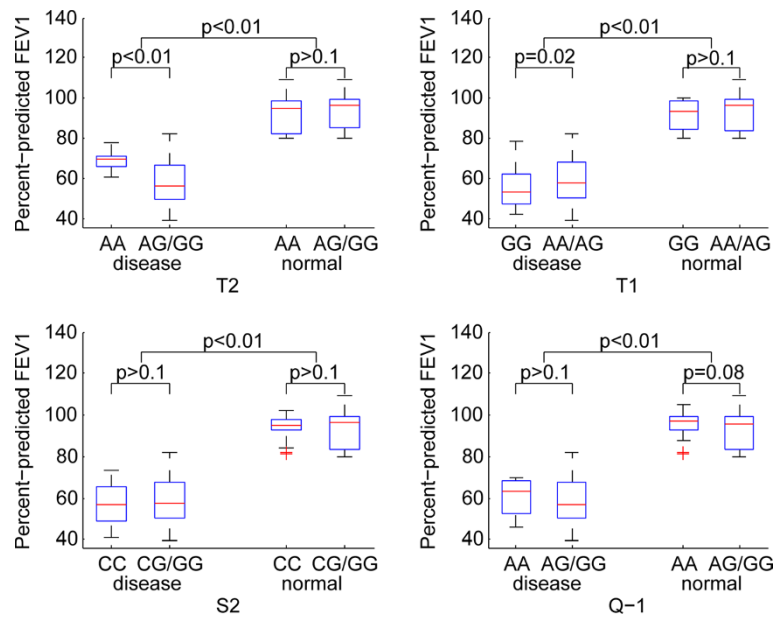 140
120
100
80
60
40
Percent−predicted FEV1
p<0.01
p<0.01
p>0.1
AA AG/GG AA AG/GG
disease normal
T2
140
120
100
80
60
40
Percent−predicted FEV1
p<0.01
p=0.02
p>0.1
GG AA/AG GG AA/AG
disease normal
T1
140
120
100
80
60
40
Percent−predicted FEV1
p<0.01
p>0.1
p>0.1
CC CG/GG CC CG/GG
disease normal
S2
140
120
100
80
60
40
Percent−predicted FEV1
p<0.01
p>0.1
p=0.08
AA AG/GG AA AG/GG
disease normal
Q−1